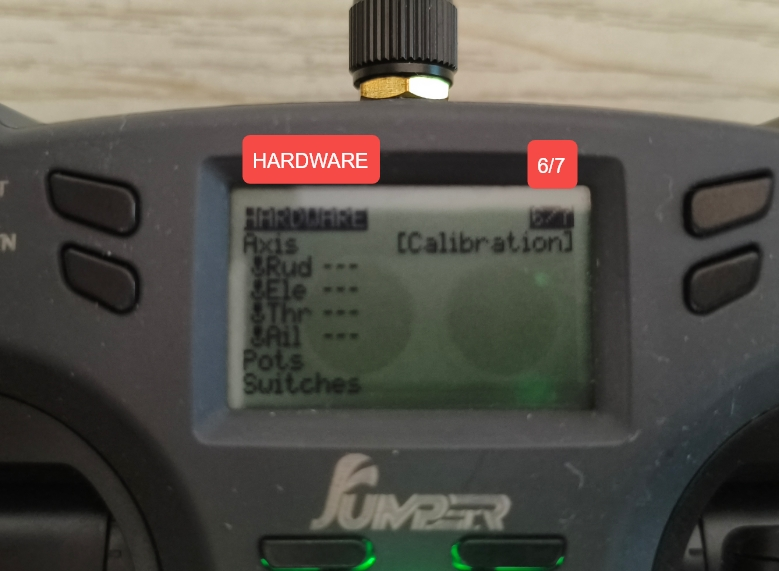 HARDWARE 6/7
HARDWARE 6/7
Axis [Calibration]
Rud ---
Ele ---
Thr ---
Ail ---
Pots
Switches
JUMPER